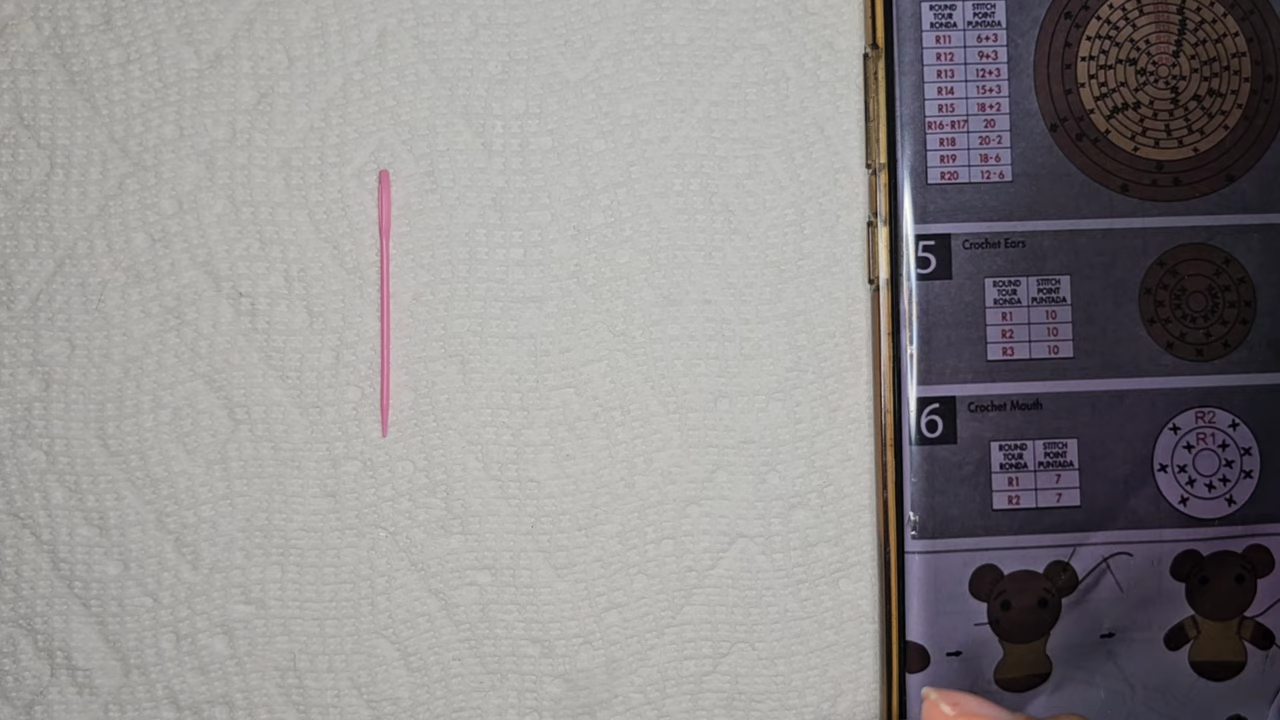 ROUND TOUR RONDA STITCH POINT PUNTADA
R11 6+3
R12 9+3
R13 12+3
R14 15+3
R15 18+2
R16-R17 20
R18 20-2
R19 18-6
R20 12-6
5 Crochet Ears
ROUND TOUR RONDA STITCH POINT PUNTADA
R1 10
R2 10
R3 10
6 Crochet Mouth
ROUND TOUR RONDA STITCH POINT PUNTADA
R1 7
R2 7
R2
R1